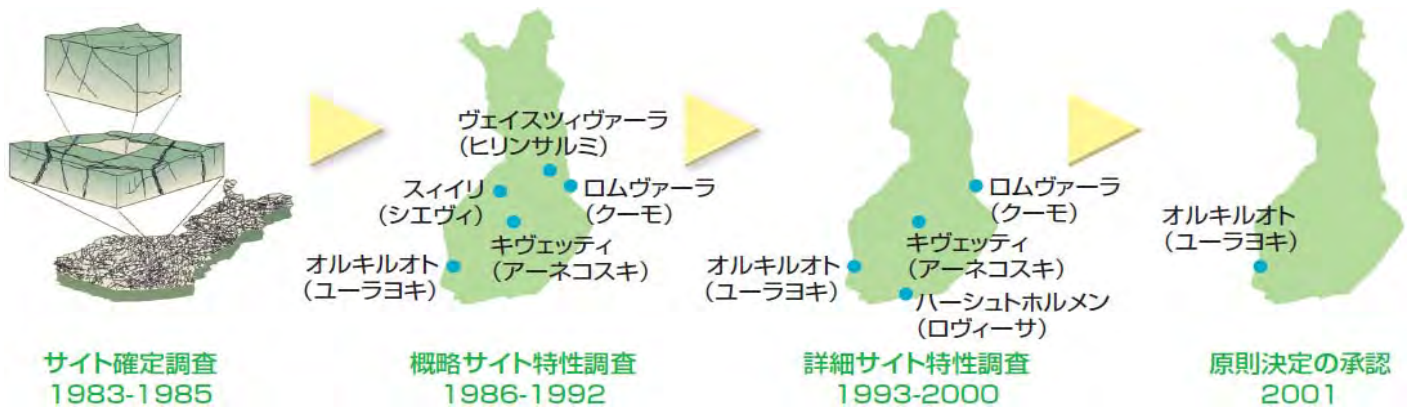 ヴェイスツィヴァーラ
(ヒリンサルミ)
スィイリ
(シエヴィ)
ロムヴァーラ
(クーモ)
キヴェッティ
(アーネコスキ)
オルキルオト
(ユーラヨキ)
ロムヴァーラ
(クーモ)
キヴェッティ
(アーネコスキ)
オルキルオト
(ユーラヨキ)
ハーシュトホルメン
(ロヴィーサ)
オルキルオト
(ユーラヨキ)
サイト確定調査
1983-1985
概略サイト特性調査
1986-1992
詳細サイト特性調査
1993-2000
原則決定の承認
2001